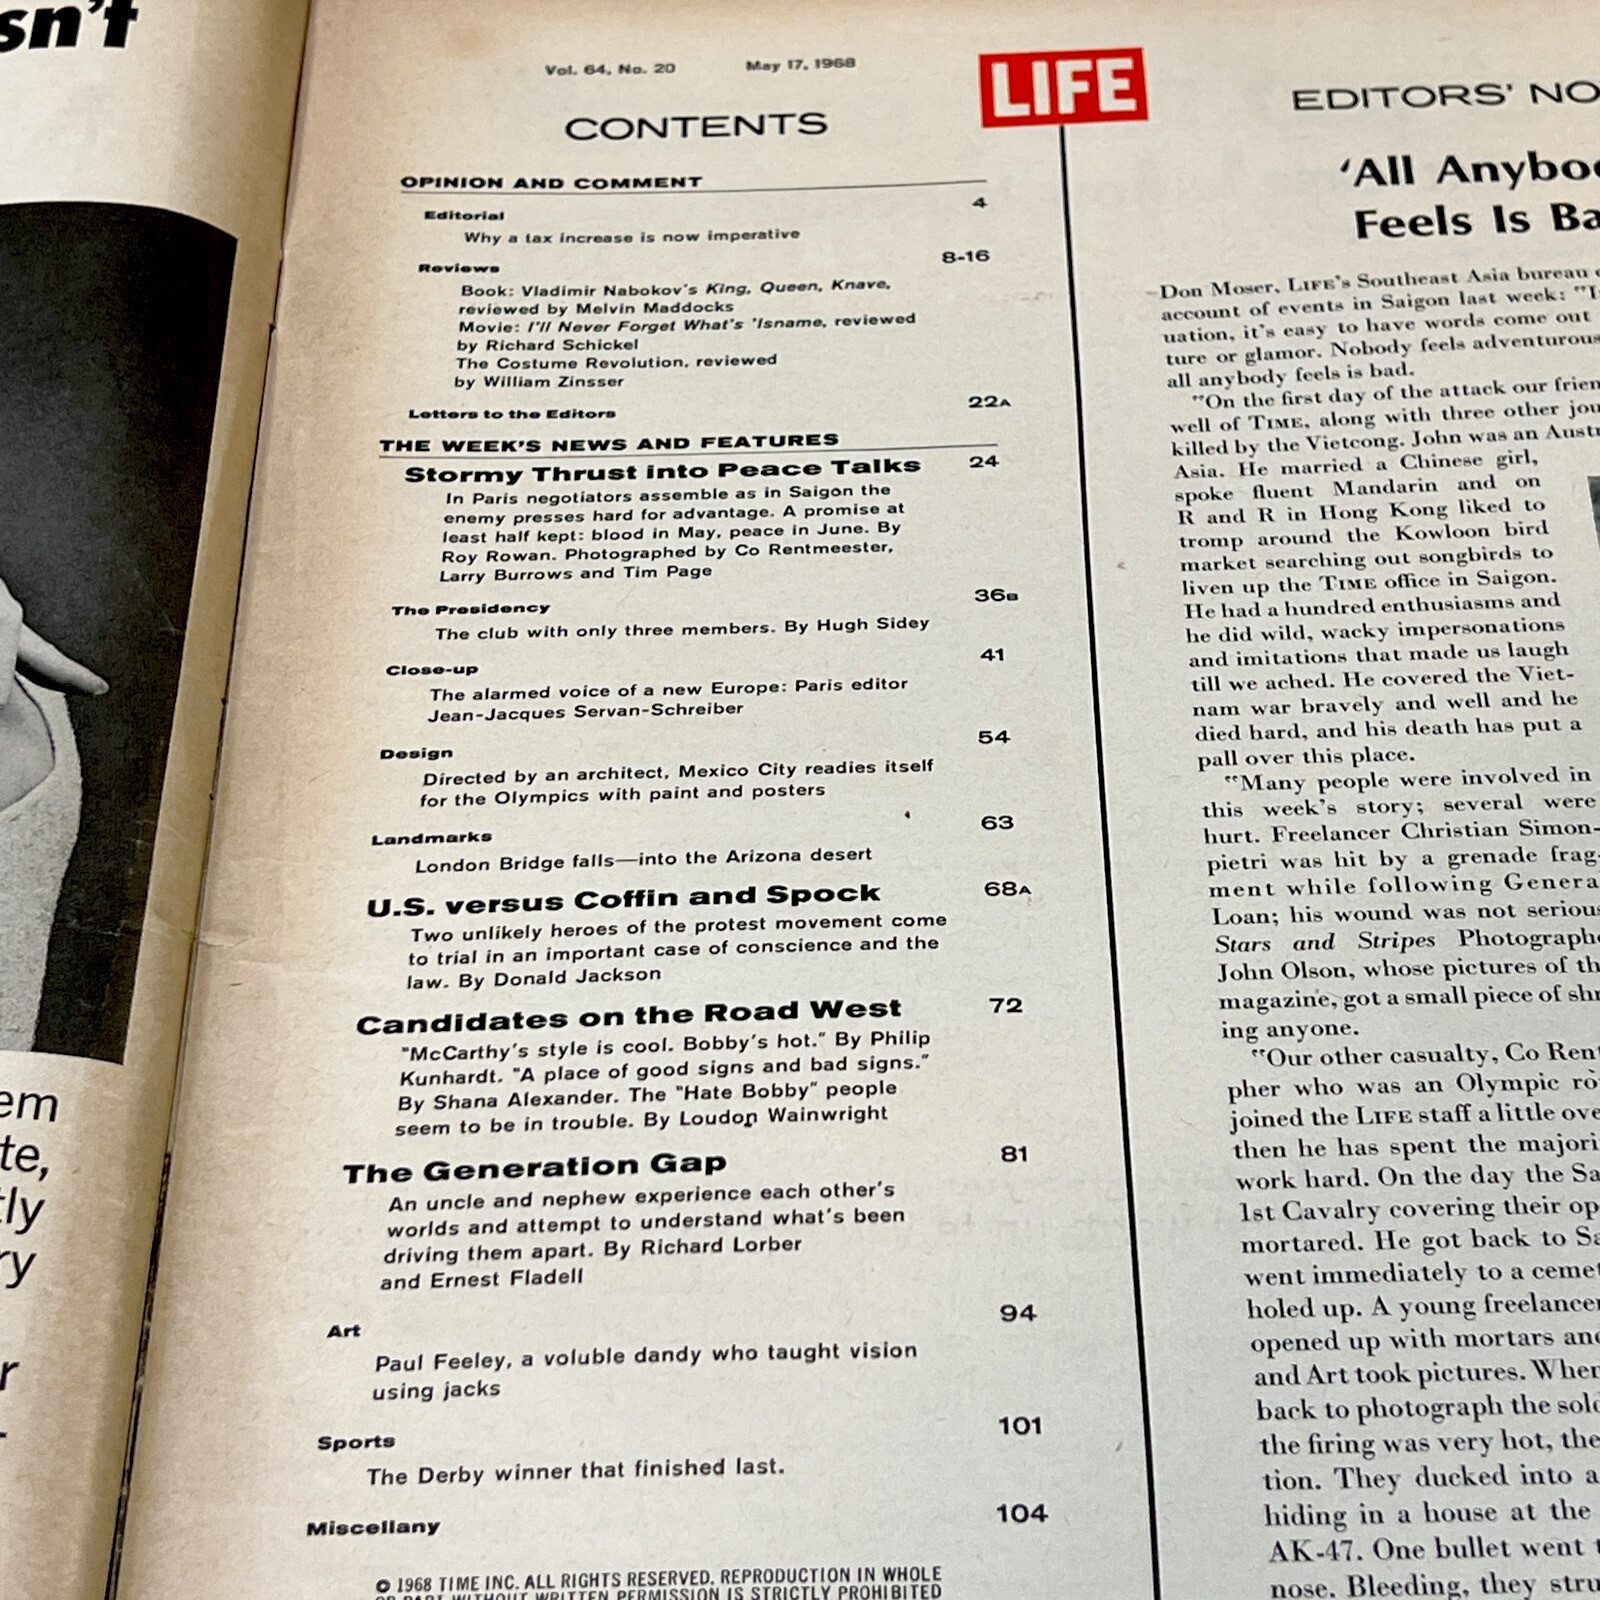 sn't
em
te,
tly
ry
r
Vol. 64, No. 20 May 17, 1968
LIFE
CONTENTS
OPINION AND COMMENT
Editorial 4
Why a tax increase is now imperative
Reviews 8-16
Book: Vladimir Nabokov's King, Queen, Knave,
reviewed by Melvin Maddocks
Movie: I'll Never Forget What's 'Isname, reviewed
by Richard Schickel
The Costume Revolution, reviewed
by William Zinsser
Letters to the Editors 22A
THE WEEK'S NEWS AND FEATURES
Stormy Thrust into Peace Talks 24
In Paris negotiators assemble as in Saigon the
enemy presses hard for advantage. A promise at
least half kept: blood in May, peace in June. By
Roy Rowan. Photographed by Co Rentmeester,
Larry Burrows and Tim Page
The Presidency 36B
The club with only three members. By Hugh Sidey
Close-up 41
The alarmed voice of a new Europe: Paris editor
Jean-Jacques Servan-Schreiber
Design 54
Directed by an architect, Mexico City readies itself
for the Olympics with paint and posters
Landmarks 63
London Bridge falls—into the Arizona desert
U.S. versus Coffin and Spock 68A
Two unlikely heroes of the protest movement come
to trial in an important case of conscience and the
law. By Donald Jackson
Candidates on the Road West 72
"McCarthy's style is cool. Bobby's hot." By Philip
Kunhardt. "A place of good signs and bad signs."
By Shana Alexander. The "Hate Bobby" people
seem to be in trouble. By Loudon Wainwright
The Generation Gap 81
An uncle and nephew experience each other's
worlds and attempt to understand what's been
driving them apart. By Richard Lorber
and Ernest Fladell
Art 94
Paul Feeley, a voluble dandy who taught vision
using jacks
Sports 101
The Derby winner that finished last.
Miscellany 104
© 1968 TIME INC. ALL RIGHTS RESERVED. REPRODUCTION IN WHOLE
OR PART WITHOUT WRITTEN PERMISSION IS STRICTLY PROHIBITED
EDITORS' NO
'All Anybo
Feels Is Ba
Don Moser, LIFE's Southeast Asia bureau
account of events in Saigon last week: "I
uation, it's easy to have words come out
ture or glamor. Nobody feels adventurous
all anybody feels is bad.
"On the first day of the attack our frien
well of TIME, along with three other jou
killed by the Vietcong. John was an Austr
Asia. He married a Chinese girl,
spoke fluent Mandarin and on
R and R in Hong Kong liked to
tromp around the Kowloon bird
market searching out songbirds to
liven up the TIME office in Saigon.
He had a hundred enthusiasms and
he did wild, wacky impersonations
and imitations that made us laugh
till we ached. He covered the Viet-
nam war bravely and well and he
died hard, and his death has put a
pall over this place.
"Many people were involved in
this week's story; several were
hurt. Freelancer Christian Simon-
pietri was hit by a grenade frag-
ment while following Genera
Loan; his wound was not serious
Stars and Stripes Photographe
John Olson, whose pictures of th
magazine, got a small piece of shr
ing anyone.
"Our other casualty, Co Rent
pher who was an Olympic ro
joined the LIFE staff a little ove
then he has spent the majori
work hard. On the day the Sa
1st Cavalry covering their op
mortared. He got back to Sa
went immediately to a cemet
holed up. A young freelancer
opened up with mortars and
and Art took pictures. When
back to photograph the sold
the firing was very hot, the
tion. They ducked into a
hiding in a house at the
AK-47. One bullet went t
nose. Bleeding, they stru